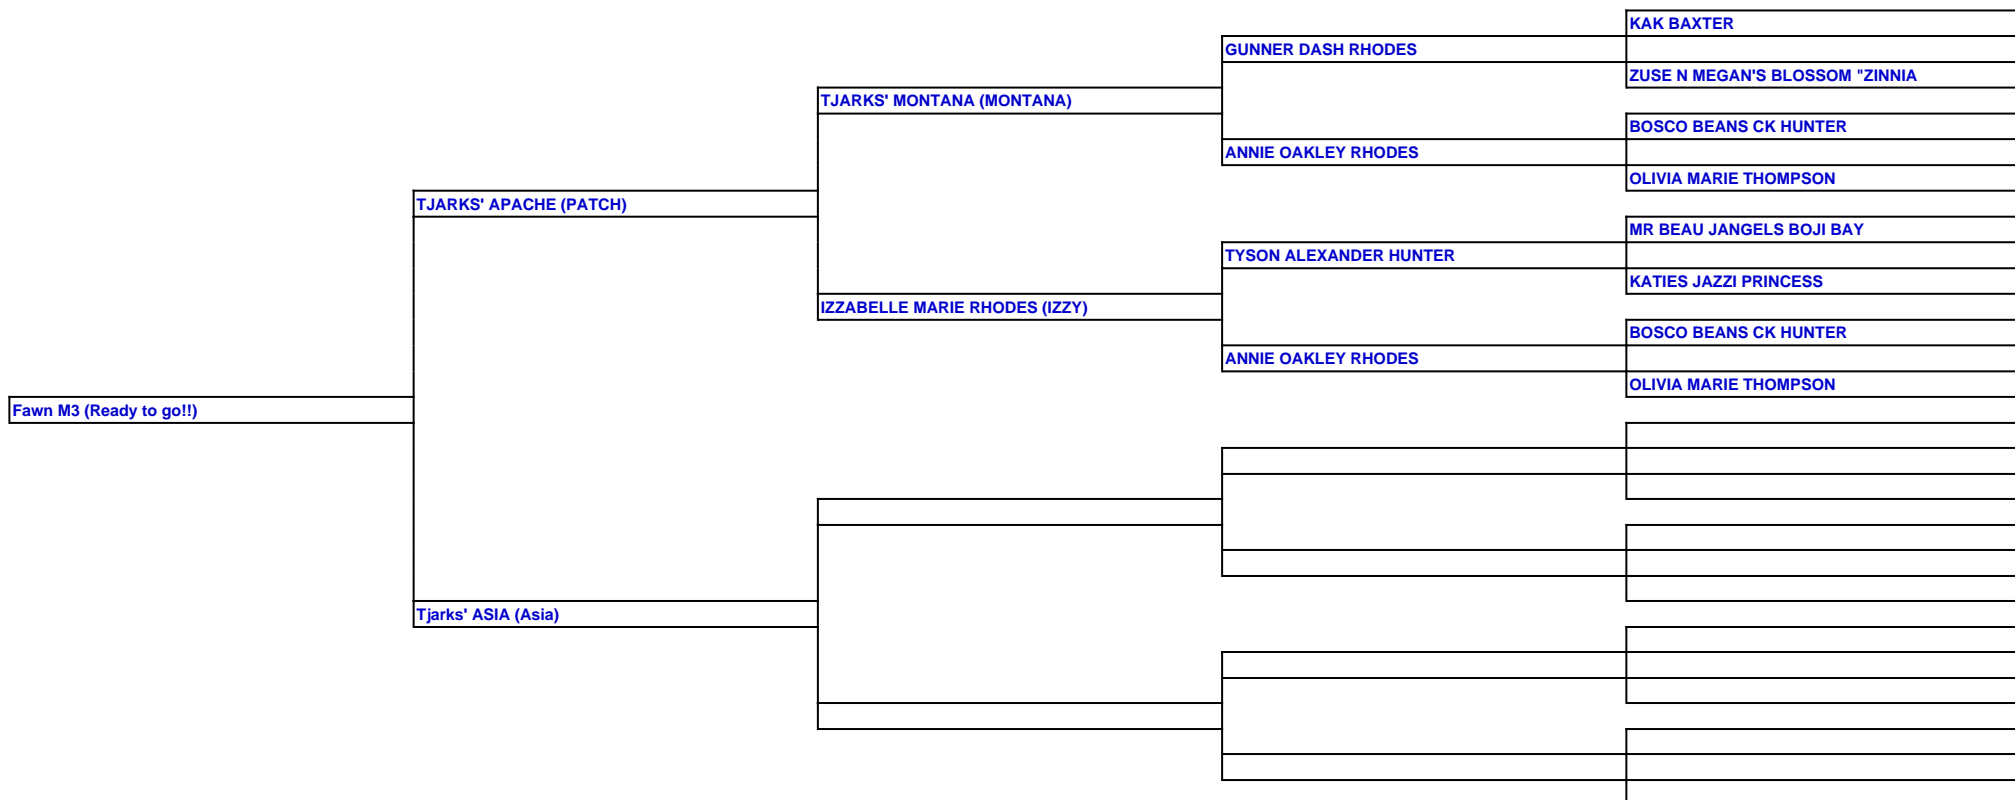 KAK BAXTER
GUNNER DASH RHODES
ZUSE N MEGAN'S BLOSSOM "ZINNIA
TJARKS' MONTANA (MONTANA)
BOSCO BEANS CK HUNTER
ANNIE OAKLEY RHODES
OLIVIA MARIE THOMPSON
TJARKS' APACHE (PATCH)
MR BEAU JANGELS BOJI BAY
TYSON ALEXANDER HUNTER
KATIES JAZZI PRINCESS
IZZABELLE MARIE RHODES (IZZY)
BOSCO BEANS CK HUNTER
ANNIE OAKLEY RHODES
OLIVIA MARIE THOMPSON
Fawn M3 (Ready to go!!)
Tjarks' ASIA (Asia)